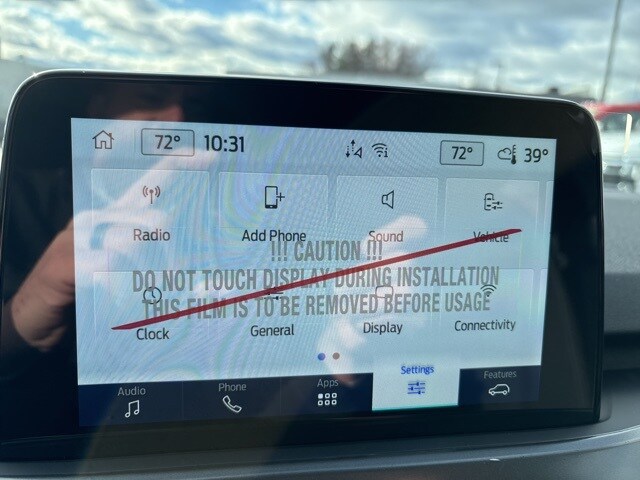 72° 10:31 72° 39°
Radio Add Phone Sound Vehicle
!!! CAUTION !!!
DO NOT TOUCH DISPLAY DURING INSTALLATION
THIS FILM IS TO BE REMOVED BEFORE USAGE
Clock General Display Connectivity
Audio Phone Apps Settings Features